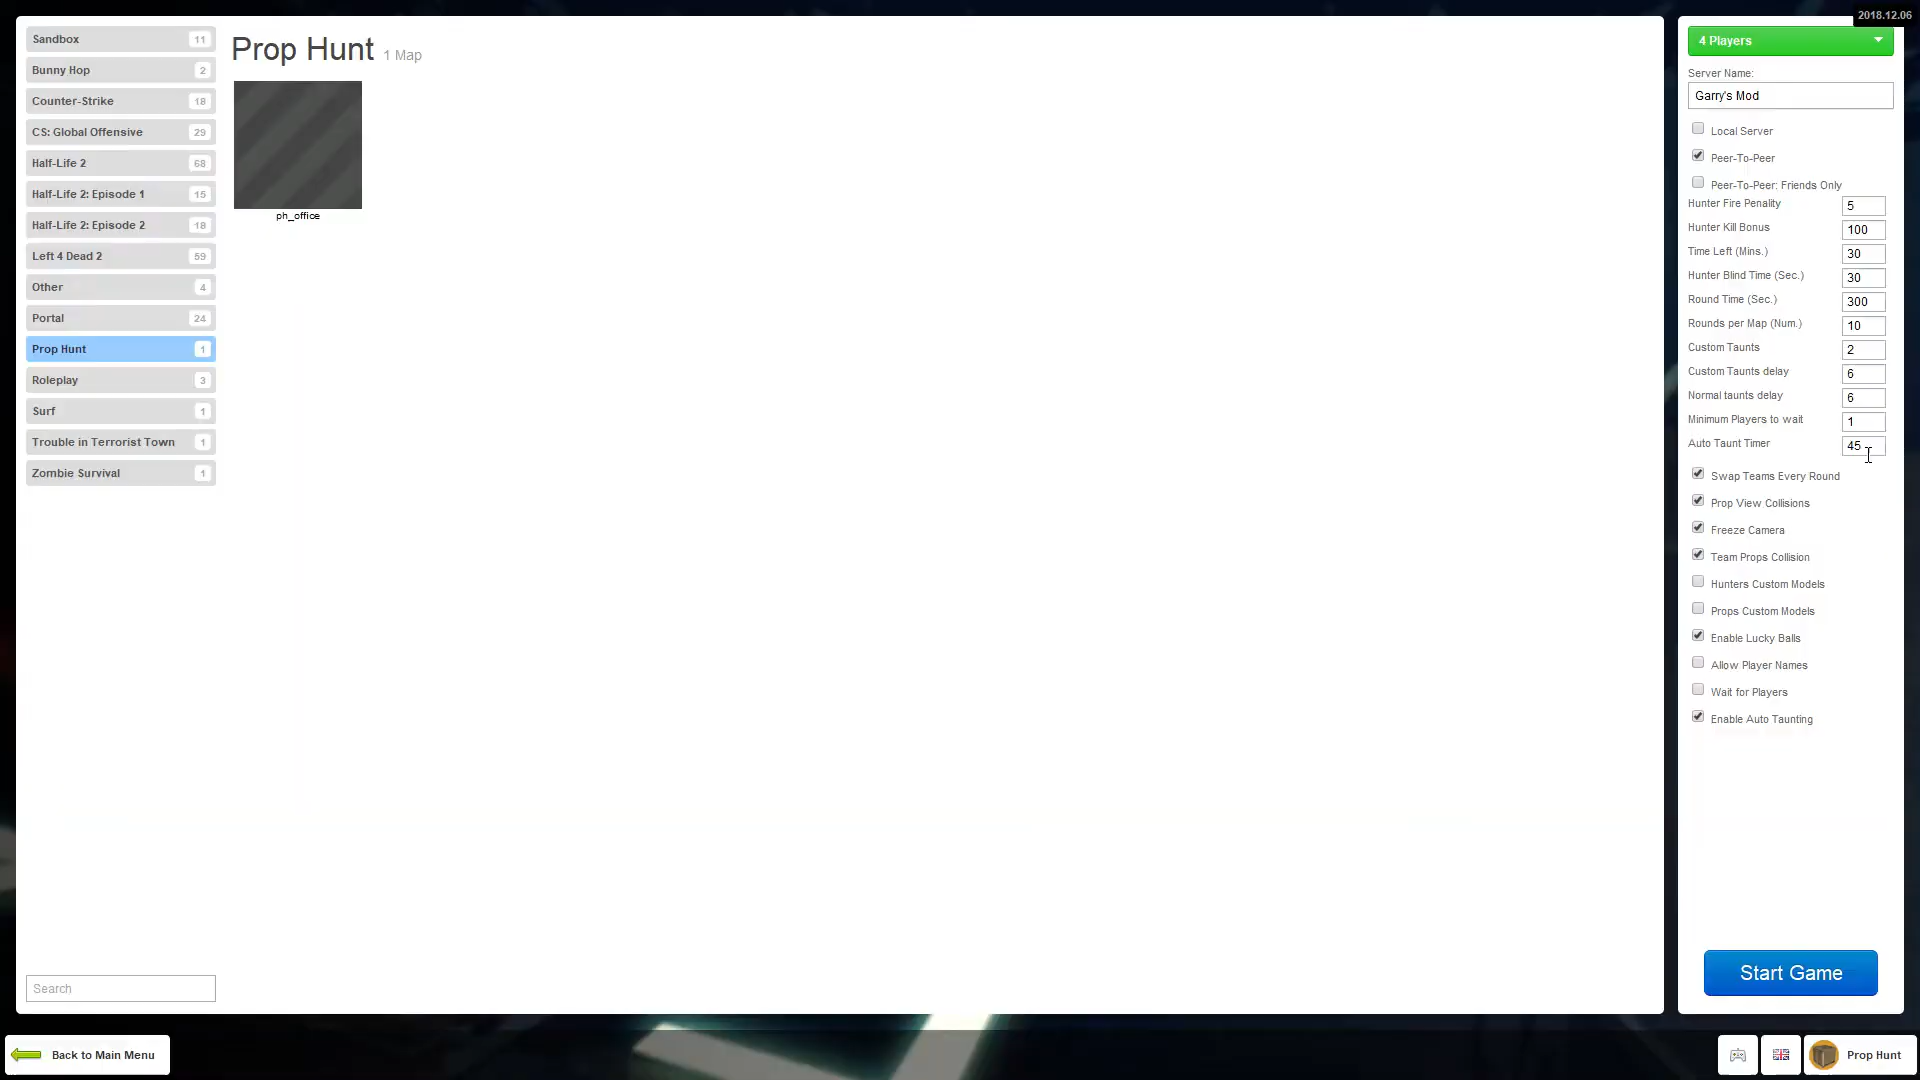 2018.12.06
Sandbox 11
Bunny Hop 2
Counter-Strike 18
CS: Global Offensive 29
Half-Life 2 68
Half-Life 2: Episode 1 15
Half-Life 2: Episode 2 18
Left 4 Dead 2 59
Other 4
Portal 24
Prop Hunt 1
Roleplay 3
Surf 1
Trouble in Terrorist Town 1
Zombie Survival 1
Search
Prop Hunt 1 Map
ph_office
4 Players
Server Name:
Garry's Mod
Local Server
Peer-To-Peer
Peer-To-Peer: Friends Only
Hunter Fire Penality 5
Hunter Kill Bonus 100
Time Left (Mins.) 30
Hunter Blind Time (Sec.) 30
Round Time (Sec.) 300
Rounds per Map (Num.) 10
Custom Taunts 2
Custom Taunts delay 6
Normal taunts delay 6
Minimum Players to wait 1
Auto Taunt Timer 45
Swap Teams Every Round
Prop View Collisions
Freeze Camera
Team Props Collision
Hunters Custom Models
Props Custom Models
Enable Lucky Balls
Allow Player Names
Wait for Players
Enable Auto Taunting
Start Game
Back to Main Menu
Prop Hunt